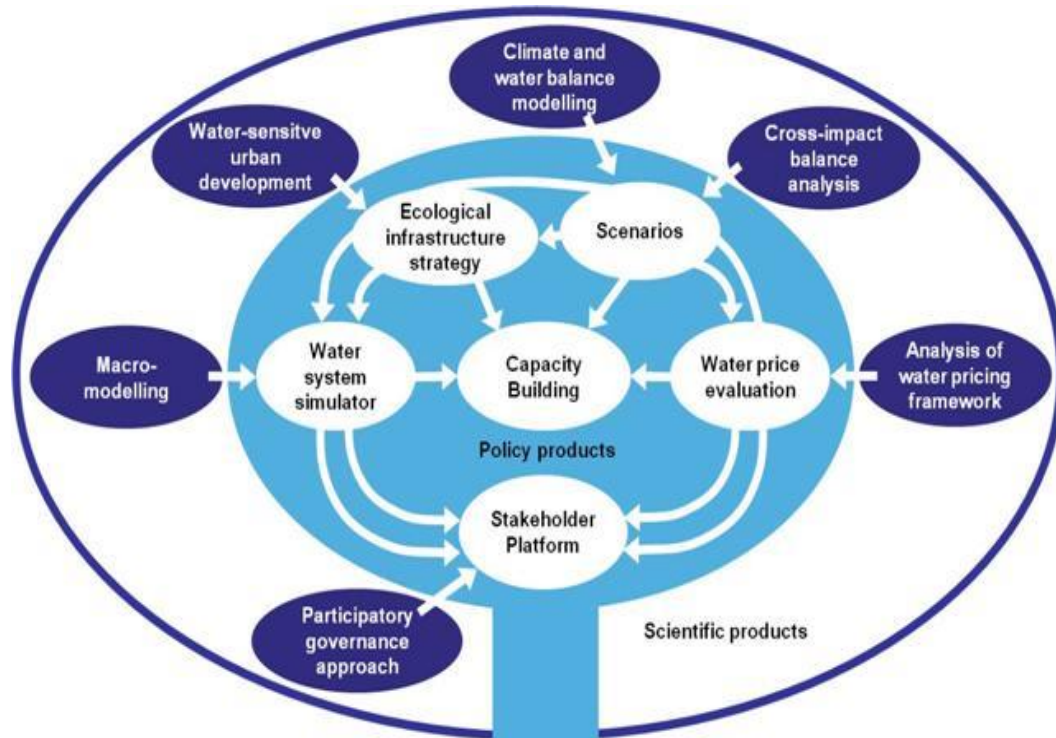 Climate and
water balance
modelling
Water-sensitve
urban
development
Cross-impact
balance
analysis
Ecological
infrastructure
strategy
Scenarios
Macro-
modelling
Water
system
simulator
Capacity
Building
Water price
evaluation
Analysis of
water pricing
framework
Policy products
Stakeholder
Platform
Participatory
governance
approach
Scientific products